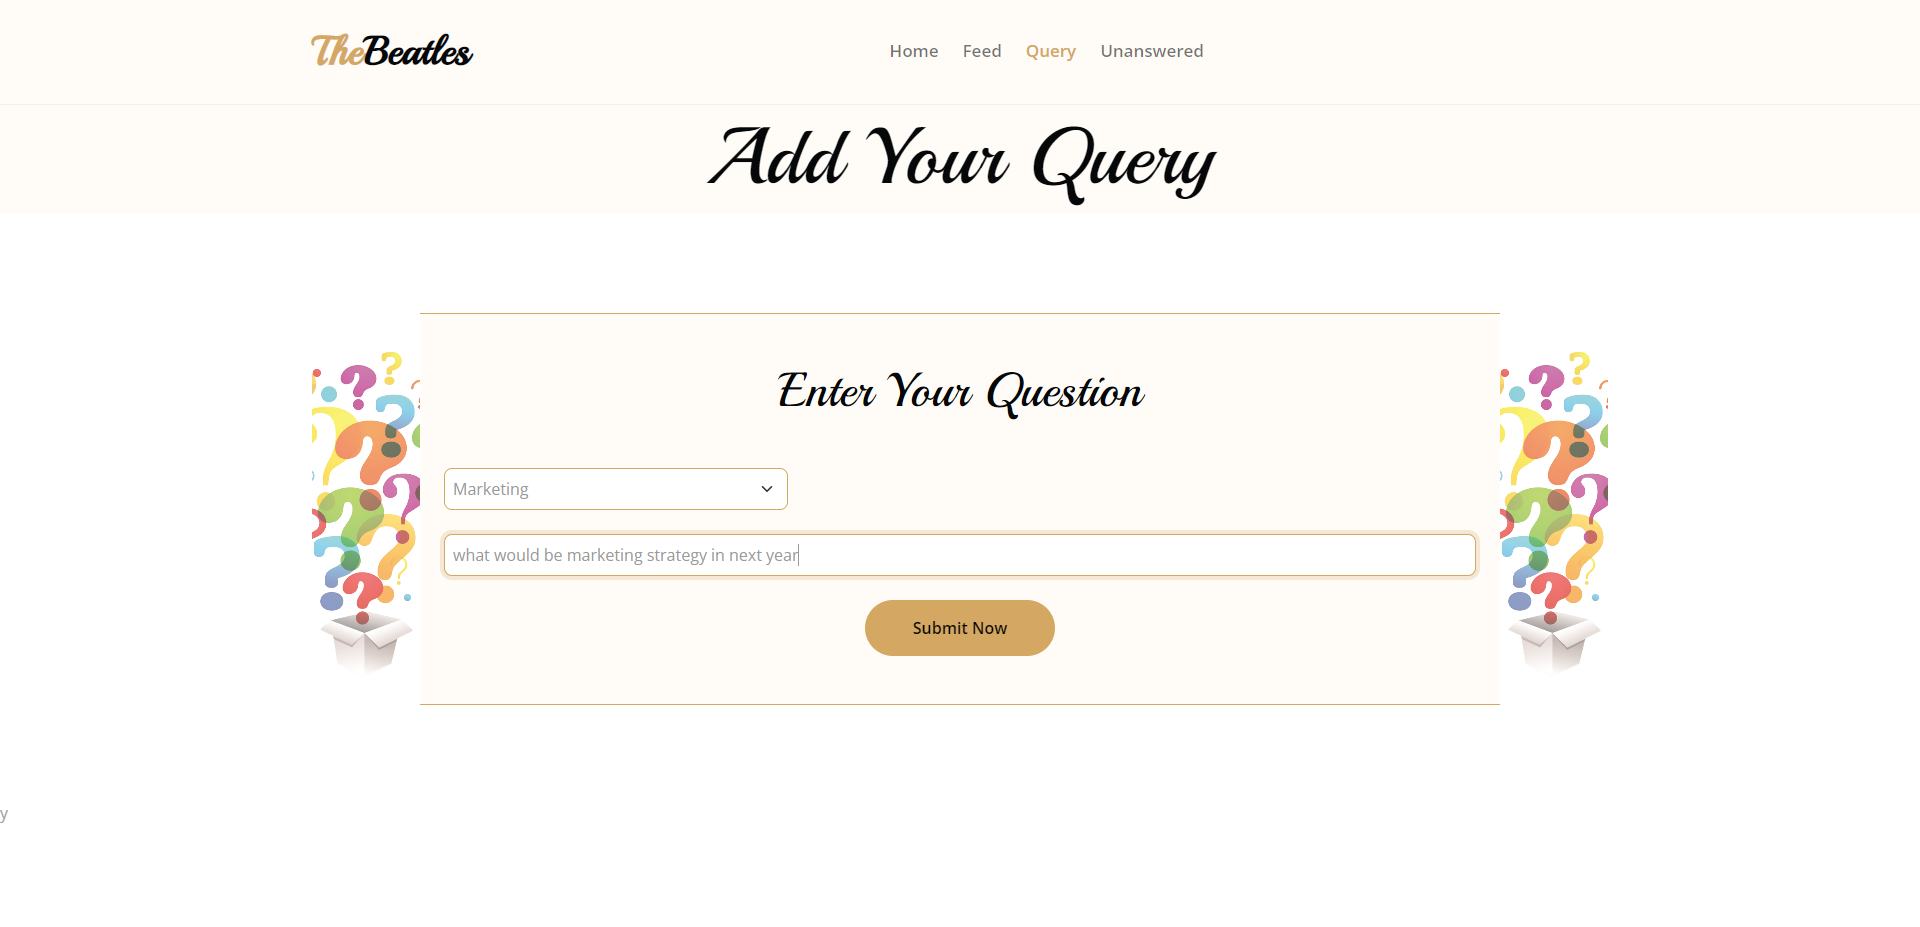 TheBeatles
Home Feed Query Unanswered
Add Your Query
Enter Your Question
Marketing
what would be marketing strategy in next year
Submit Now
y